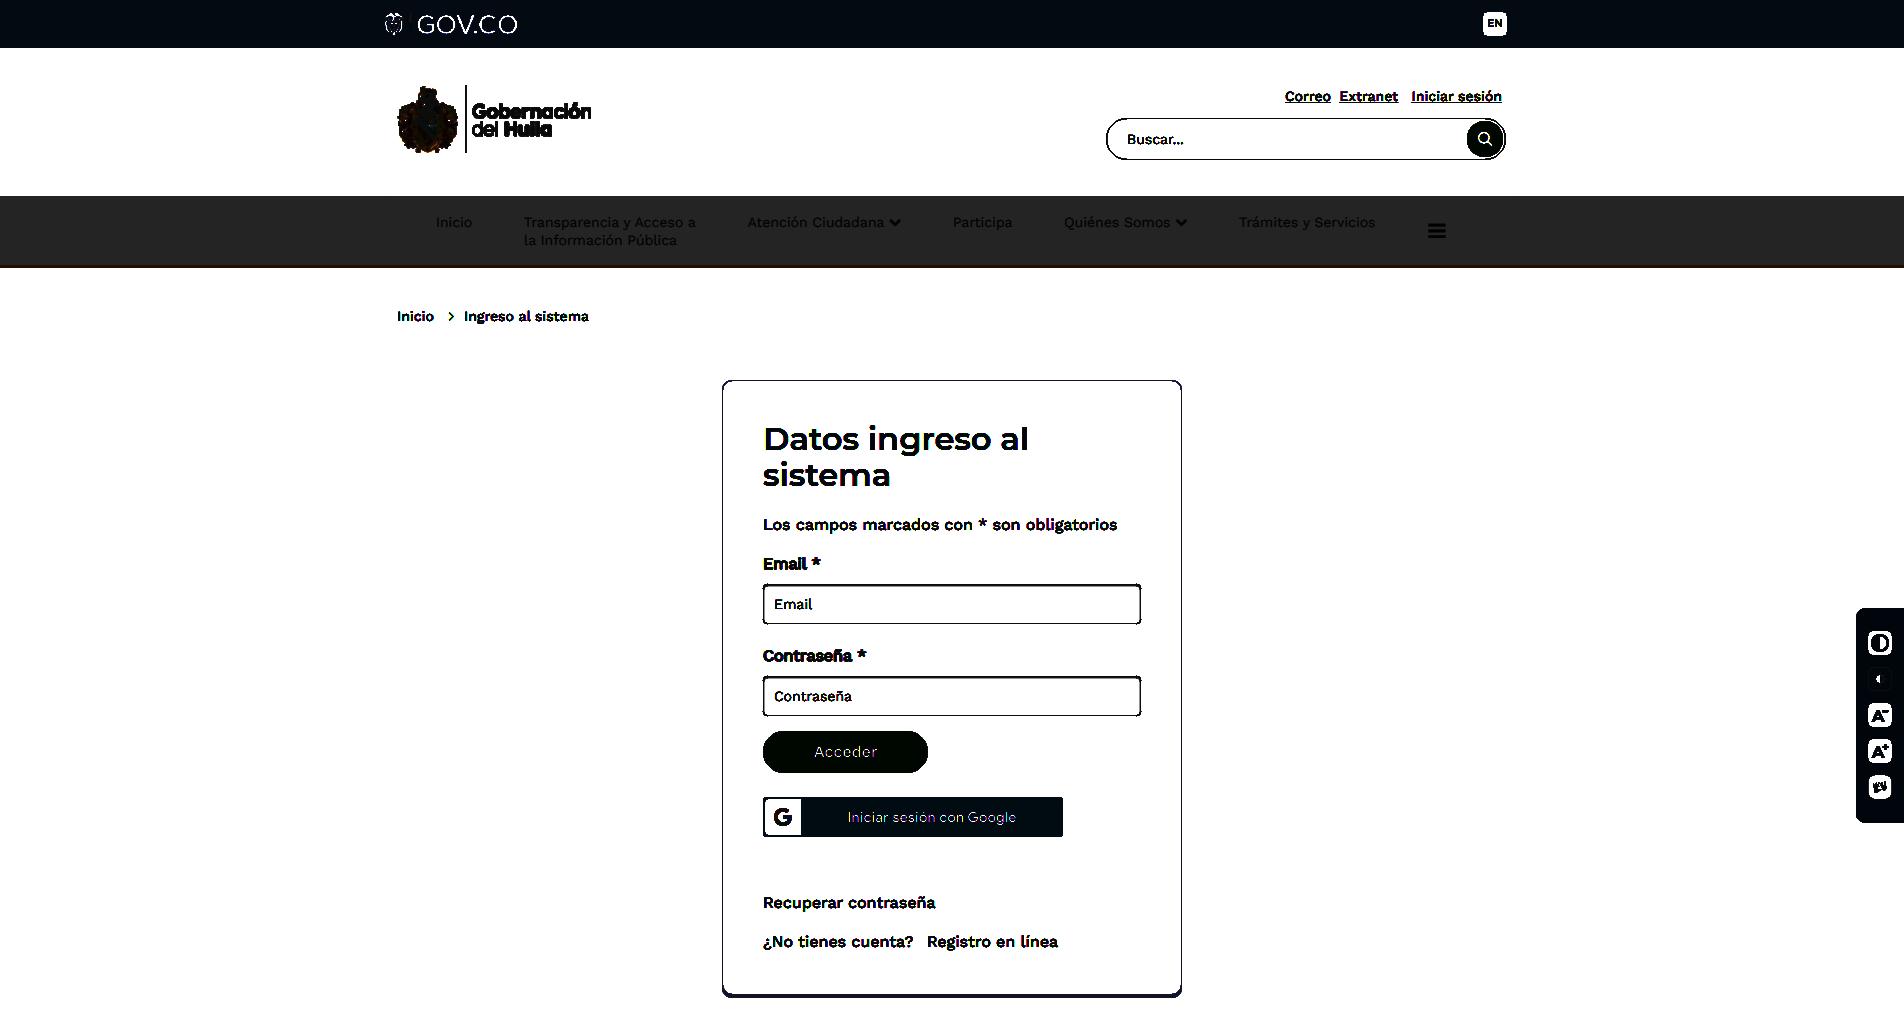 GOV.CO
EN
Gobernación
del Huila
Correo Extranet Iniciar sesión
Buscar...
Inicio
Transparencia y Acceso a
la Información Pública
Atención Ciudadana
Participa
Quiénes Somos
Trámites y Servicios
Inicio > Ingreso al sistema
Datos ingreso al
sistema
Los campos marcados con * son obligatorios
Email *
Email
Contraseña *
Contraseña
Acceder
G Iniciar sesión con Google
Recuperar contraseña
¿No tienes cuenta? Registro en línea
A-
A+